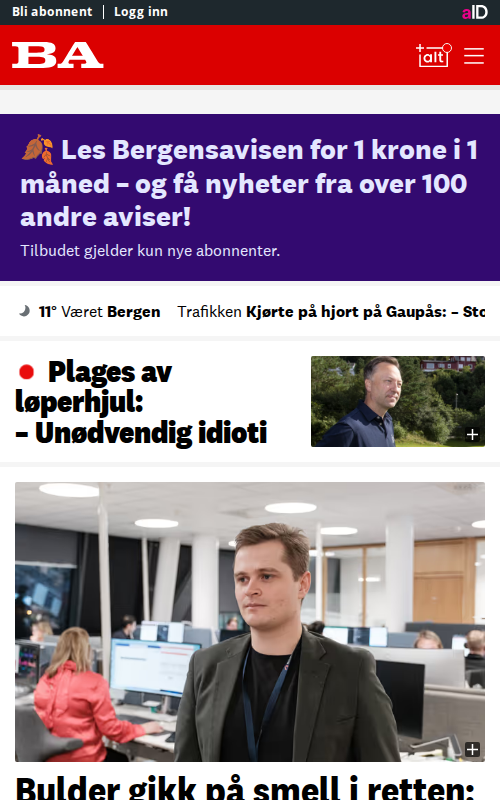 Bli abonnent | Logg inn
aID
BA
+alt
Les Bergensavisen for 1 krone i 1
måned – og få nyheter fra over 100
andre aviser!
Tilbudet gjelder kun nye abonnenter.
11° Været Bergen Trafikken Kjørte på hjort på Gaupås: – Sto
Plages av
løperhjul:
– Unødvendig idioti
Bulder gikk på smell i retten: